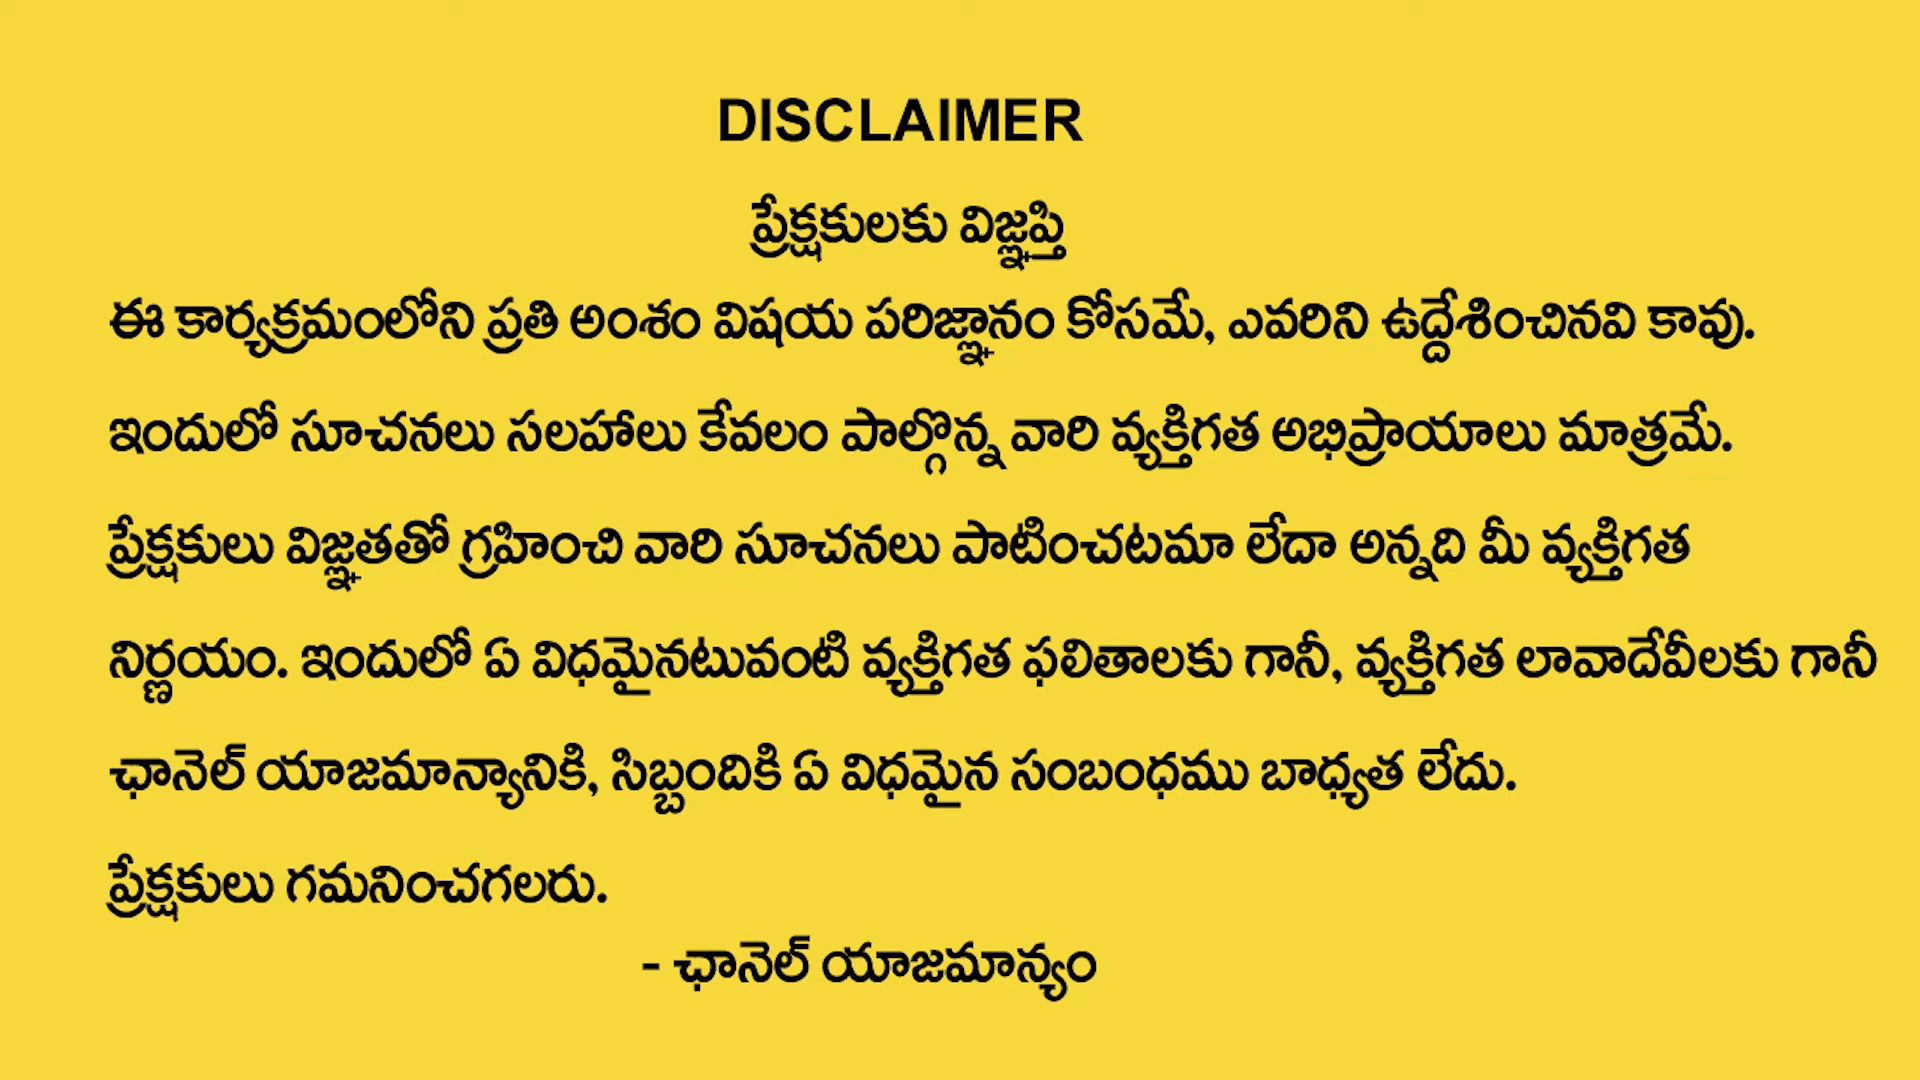 DISCLAIMER
ప్రేక్షకులకు విజ్ఞప్తి
ఈ కార్యక్రమంలోని ప్రతి అంశం విషయ పరిజ్ఞానం కోసమే, ఎవరిని ఉద్దేశించినవి కావు.
ఇందులో సూచనలు సలహాలు కేవలం పాల్గొన్న వారి వ్యక్తిగత అభిప్రాయాలు మాత్రమే.
ప్రేక్షకులు విజ్ఞతతో గ్రహించి వారి సూచనలు పాటించటమా లేదా అన్నది మీ వ్యక్తిగత
నిర్ణయం. ఇందులో ఏ విధమైనటువంటి వ్యక్తిగత ఫలితాలకు గానీ, వ్యక్తిగత లావాదేవీలకు గానీ
ఛానెల్ యాజమాన్యానికి, సిబ్బందికి ఏ విధమైన సంబంధము బాధ్యత లేదు.
ప్రేక్షకులు గమనించగలరు.
- ఛానెల్ యాజమాన్యం